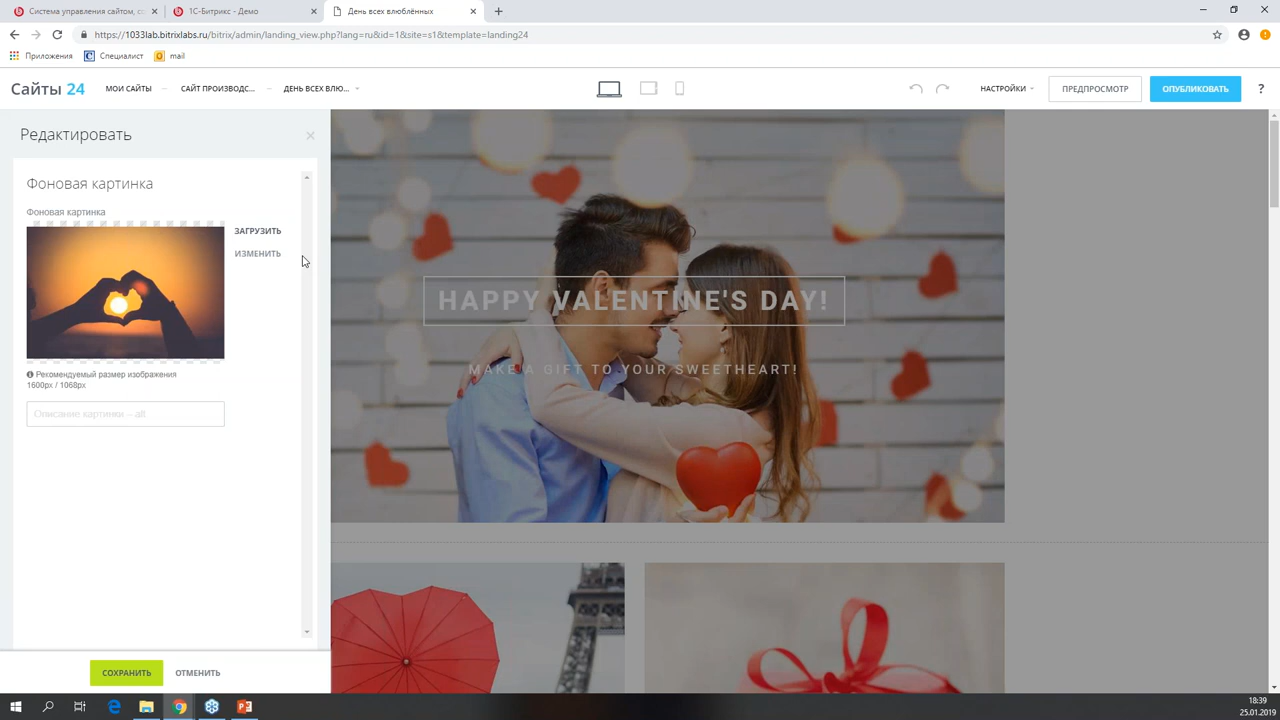 Система управления сайтом, со
1С-Битрикс - Демо
День всех влюблённых
https://1033lab.bitrixlabs.ru/bitrix/admin/landing_view.php?lang=ru&id=1&site=s1&template=landing24
Приложения
Специалист
mail
Сайты 24
МОИ САЙТЫ
САЙТ ПРОИЗВОДС...
ДЕНЬ ВСЕХ ВЛЮ...
НАСТРОЙКИ
ПРЕДПРОСМОТР
ОПУБЛИКОВАТЬ
?
Редактировать
Фоновая картинка
Фоновая картинка
ЗАГРУЗИТЬ
ИЗМЕНИТЬ
Рекомендуемый размер изображения
1600px / 1068px
Описание картинки – alt
СОХРАНИТЬ
ОТМЕНИТЬ
HAPPY VALENTINE'S DAY!
MAKE A GIFT TO YOUR SWEETHEART!
18:39
25.01.2019